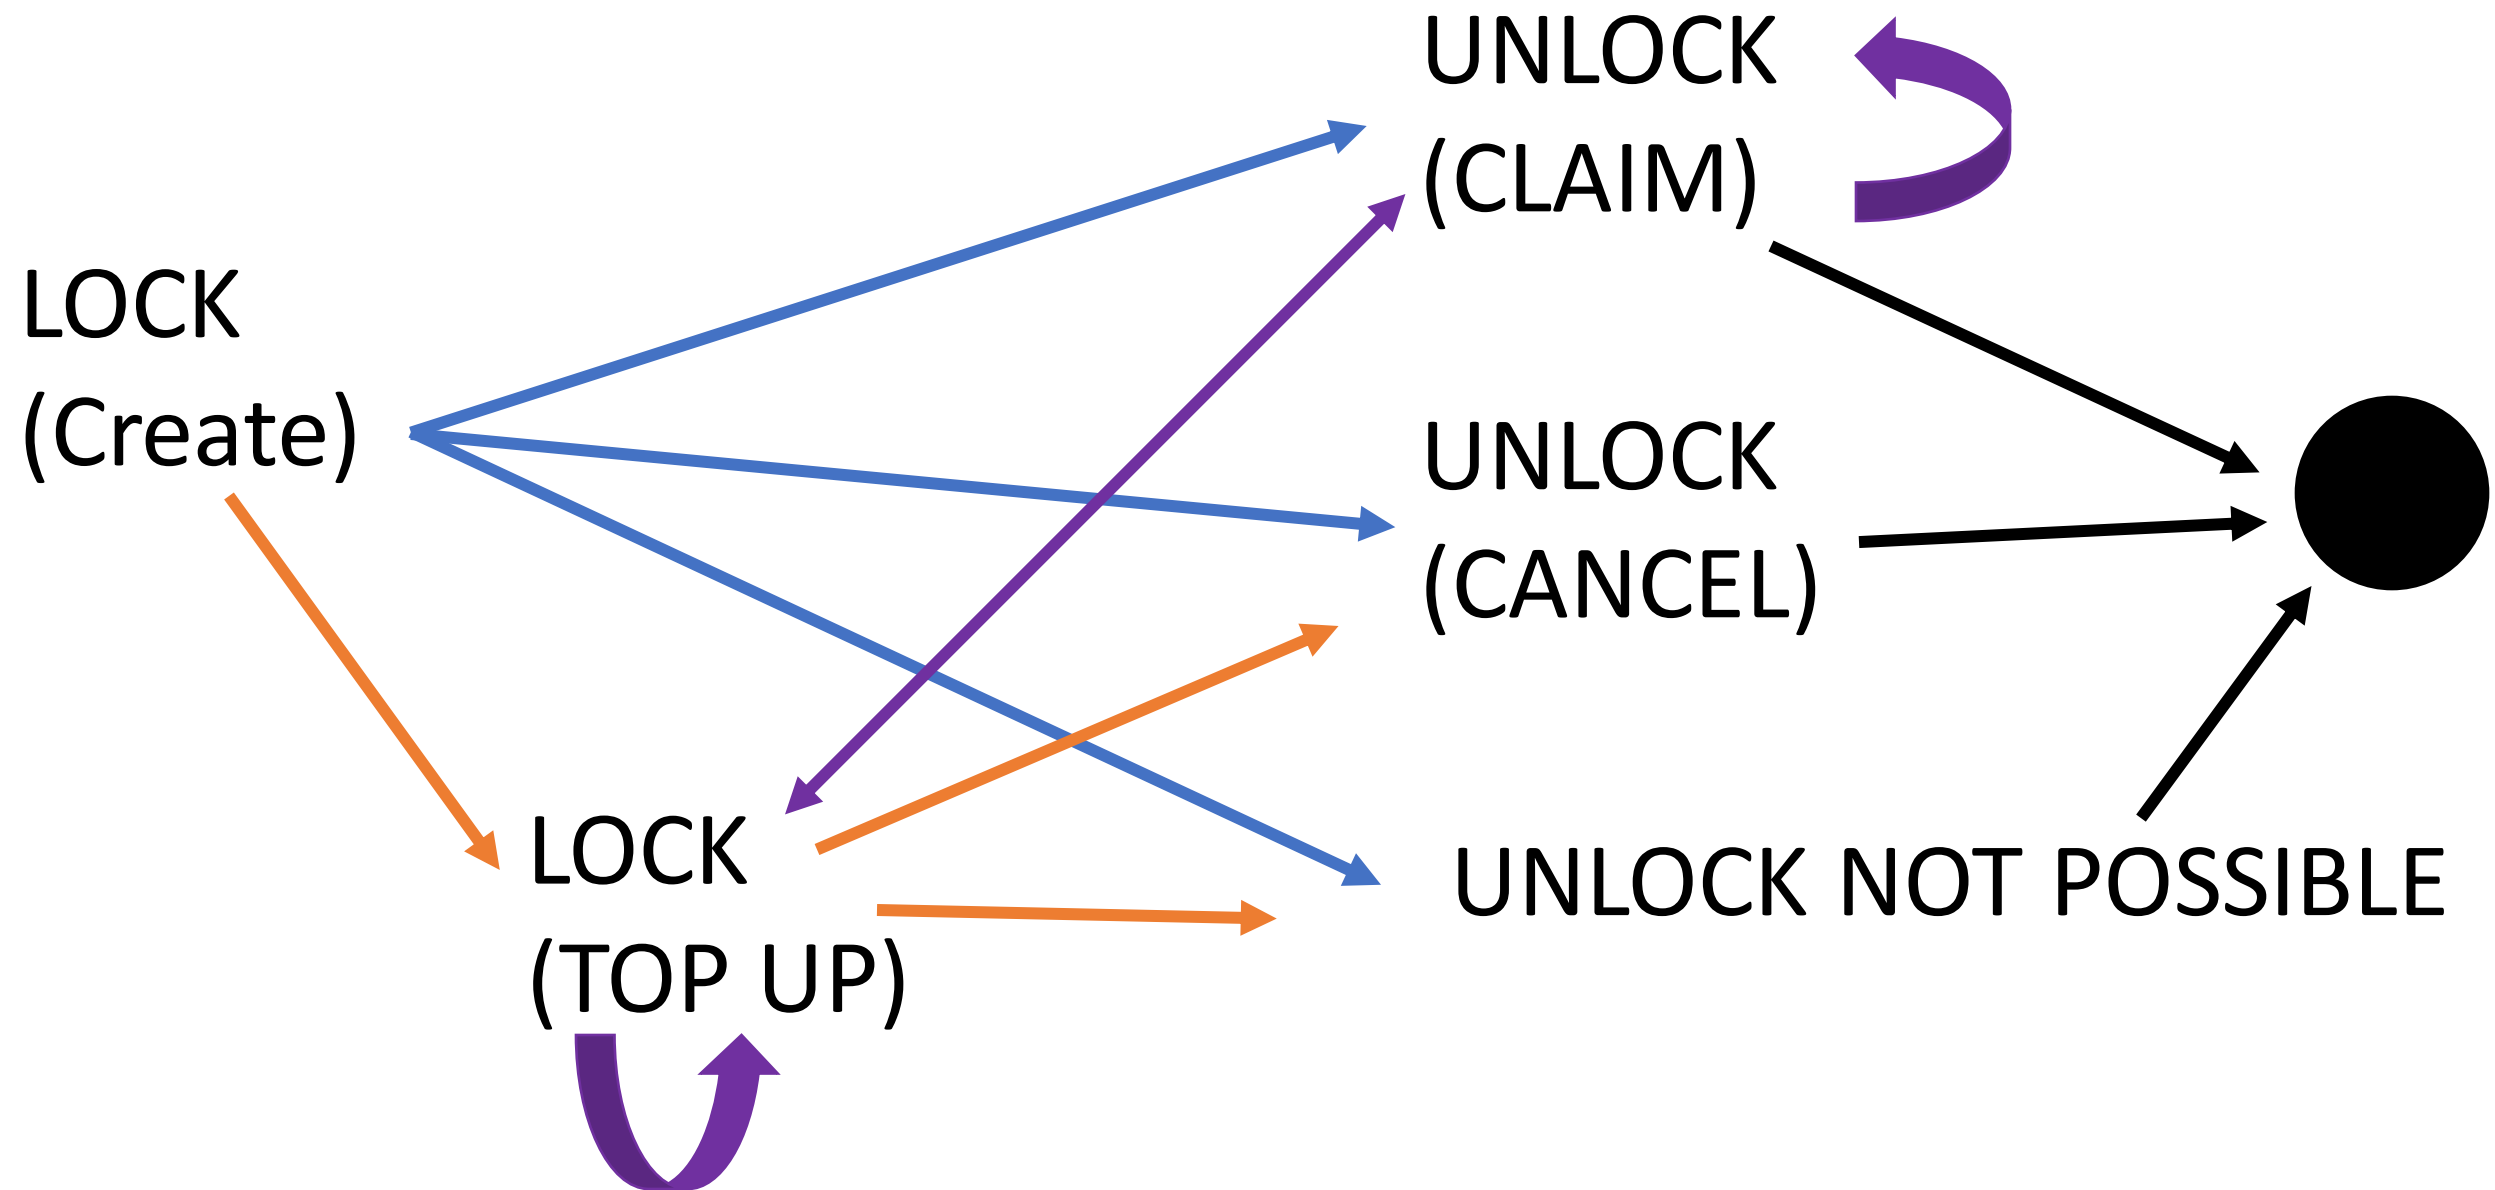 LOCK
(Create)
UNLOCK
(CLAIM)
UNLOCK
(CANCEL)
LOCK
(TOP UP)
UNLOCK NOT POSSIBLE